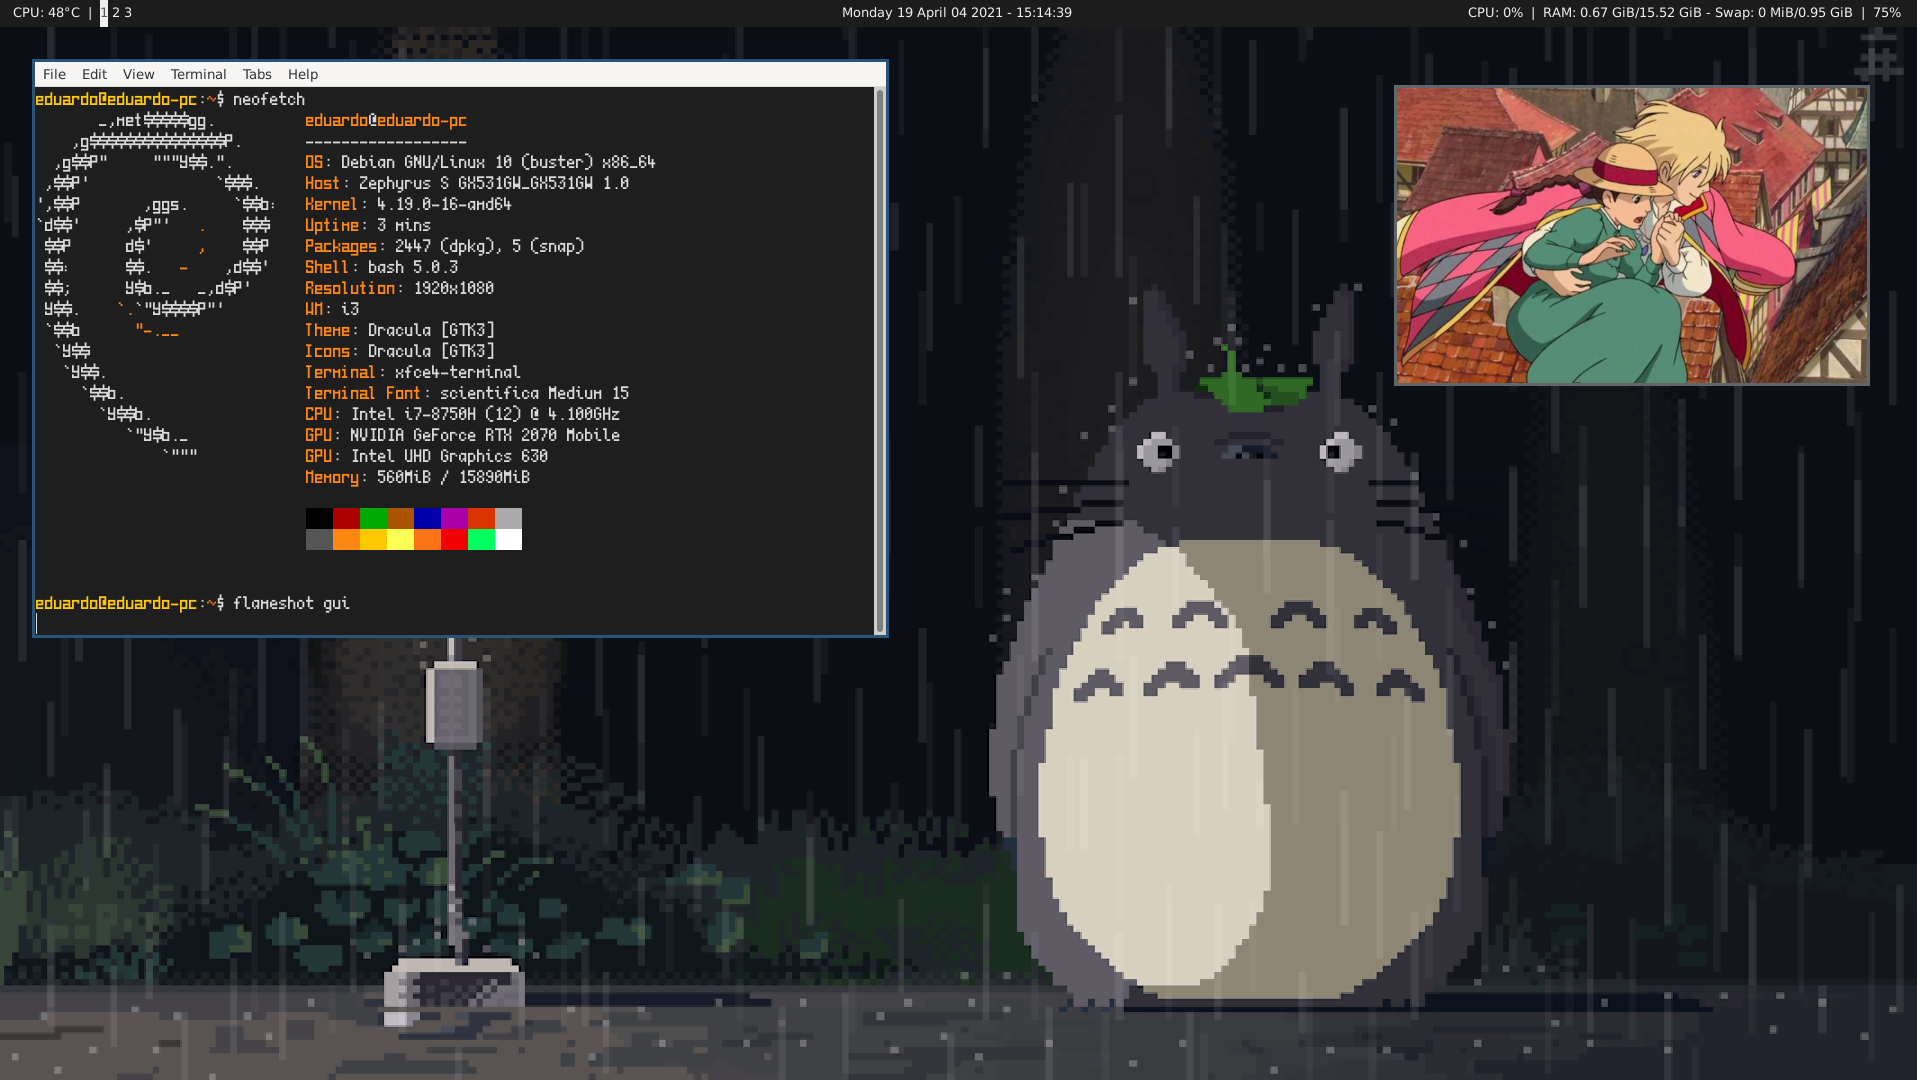 CPU: 48°C | 1 2 3
Monday 19 April 04 2021 - 15:14:39
CPU: 0% | RAM: 0.67 GiB/15.52 GiB - Swap: 0 MiB/0.95 GiB | 75%
File Edit View Terminal Tabs Help
eduardo@eduardo-pc:~$ neofetch
_,met$$$$$gg.
eduardo@eduardo-pc
,g$$$$$$$$$$$$$$$P.
------------------
,g$$P"     """Y$$.".
OS: Debian GNU/Linux 10 (buster) x86_64
,$$P'              `$$$.
Host: Zephyrus S GX531GW_GX531GW 1.0
',$$P       ,ggs.     `$$b:
Kernel: 4.19.0-16-amd64
`d$$'     ,$P"'   .    $$$
Uptime: 3 mins
$$P      d$'     ,    $$P
Packages: 2447 (dpkg), 5 (snap)
$$:      $$.   -    ,d$$'
Shell: bash 5.0.3
$$;      Y$b._   _,d$P'
Resolution: 1920x1080
Y$$.    `.`"Y$$$$P"'
WM: i3
`$$b      "-.__
Theme: Dracula [GTK3]
`Y$$
Icons: Dracula [GTK3]
`Y$$.
Terminal: xfce4-terminal
`$$b.
Terminal Font: scientifica Medium 15
`Y$$b.
CPU: Intel i7-8750H (12) @ 4.100GHz
`"Y$b._
GPU: NVIDIA GeForce RTX 2070 Mobile
`"""
GPU: Intel UHD Graphics 630
Memory: 560MiB / 15890MiB
eduardo@eduardo-pc:~$ flameshot gui